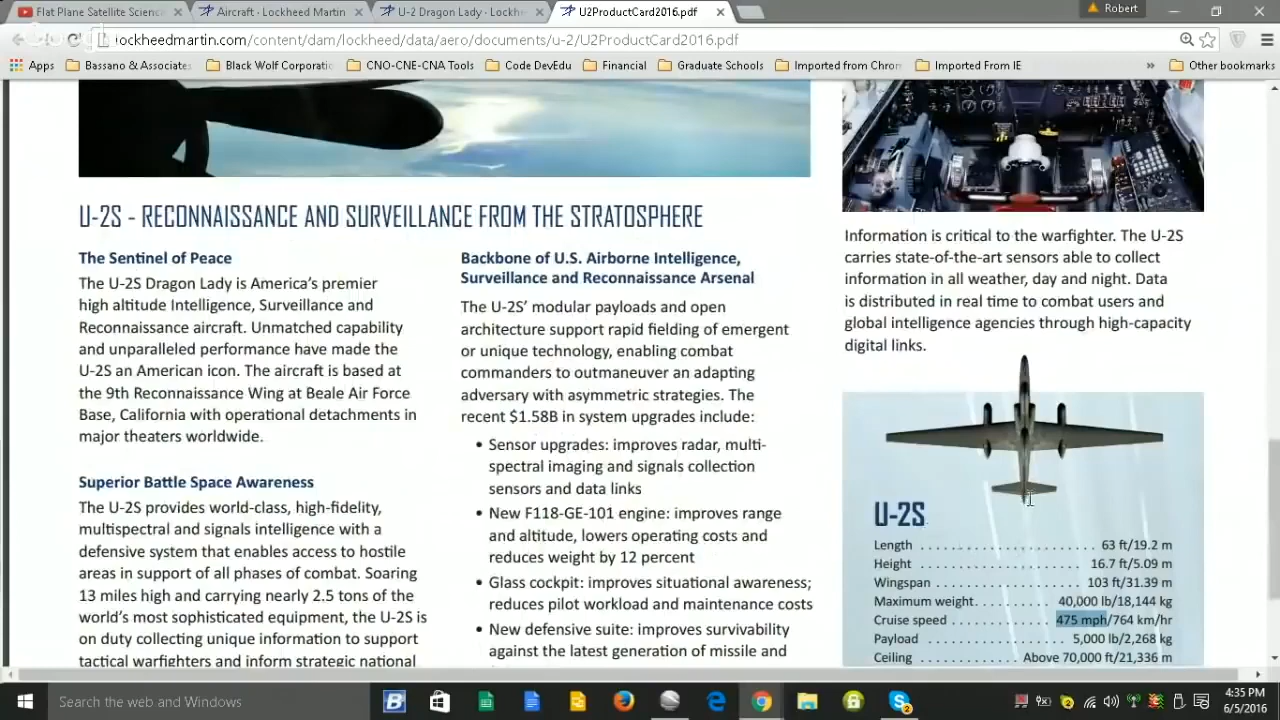 Flat Plane Satellite Scienc
Aircraft · Lockheed Martin
U-2 Dragon Lady · Lockhe
U2ProductCard2016.pdf
Robert
lockheedmartin.com/content/dam/lockheed/data/aero/documents/u-2/U2ProductCard2016.pdf
Apps
Bassano & Associates
Black Wolf Corporatio
CNO-CNE-CNA Tools
Code DevEdu
Financial
Graduate Schools
Imported from Chrom
Imported From IE
»
Other bookmarks
U-2S - RECONNAISSANCE AND SURVEILLANCE FROM THE STRATOSPHERE
The Sentinel of Peace
The U-2S Dragon Lady is America's premier
high altitude Intelligence, Surveillance and
Reconnaissance aircraft. Unmatched capability
and unparalleled performance have made the
U-2S an American icon. The aircraft is based at
the 9th Reconnaissance Wing at Beale Air Force
Base, California with operational detachments in
major theaters worldwide.
Superior Battle Space Awareness
The U-2S provides world-class, high-fidelity,
multispectral and signals intelligence with a
defensive system that enables access to hostile
areas in support of all phases of combat. Soaring
13 miles high and carrying nearly 2.5 tons of the
world's most sophisticated equipment, the U-2S is
on duty collecting unique information to support
tactical warfighters and inform strategic national
Backbone of U.S. Airborne Intelligence,
Surveillance and Reconnaissance Arsenal
The U-2S' modular payloads and open
architecture support rapid fielding of emergent
or unique technology, enabling combat
commanders to outmaneuver an adapting
adversary with asymmetric strategies. The
recent $1.58B in system upgrades include:
• Sensor upgrades: improves radar, multi-
spectral imaging and signals collection
sensors and data links
• New F118-GE-101 engine: improves range
and altitude, lowers operating costs and
reduces weight by 12 percent
• Glass cockpit: improves situational awareness;
reduces pilot workload and maintenance costs
• New defensive suite: improves survivability
against the latest generation of missile and
Information is critical to the warfighter. The U-2S
carries state-of-the-art sensors able to collect
information in all weather, day and night. Data
is distributed in real time to combat users and
global intelligence agencies through high-capacity
digital links.
U-2S
Length . . . . . . . . . . . . . . . . . . . . . . . . . 63 ft/19.2 m
Height . . . . . . . . . . . . . . . . . . . . . . . . 16.7 ft/5.09 m
Wingspan . . . . . . . . . . . . . . . . . . . . . . 103 ft/31.39 m
Maximum weight. . . . . . . . . . . 40,000 lb/18,144 kg
Cruise speed . . . . . . . . . . . . . . 475 mph/764 km/hr
Payload . . . . . . . . . . . . . . . . . . . 5,000 lb/2,268 kg
Ceiling . . . . . . . . . . . . . Above 70,000 ft/21,336 m
Search the web and Windows
4:35 PM
6/5/2016